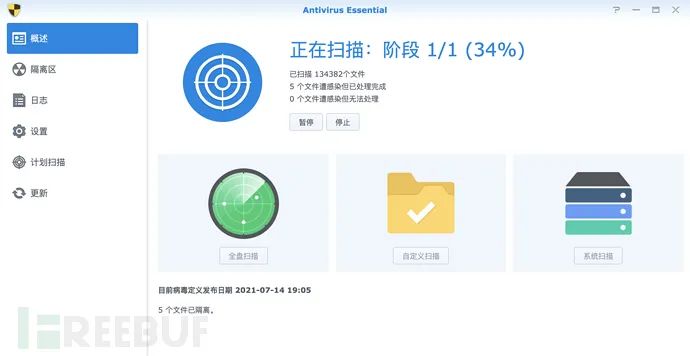 Antivirus Essential
概述
隔离区
日志
设置
计划扫描
更新
正在扫描：阶段 1/1 (34%)
已扫描 134382个文件
5 个文件遭感染但已处理完成
0 个文件遭感染但无法处理
暂停 停止
全盘扫描 自定义扫描 系统扫描
目前病毒定义发布日期 2021-07-14 19:05
5 个文件已隔离。
FREEBUF